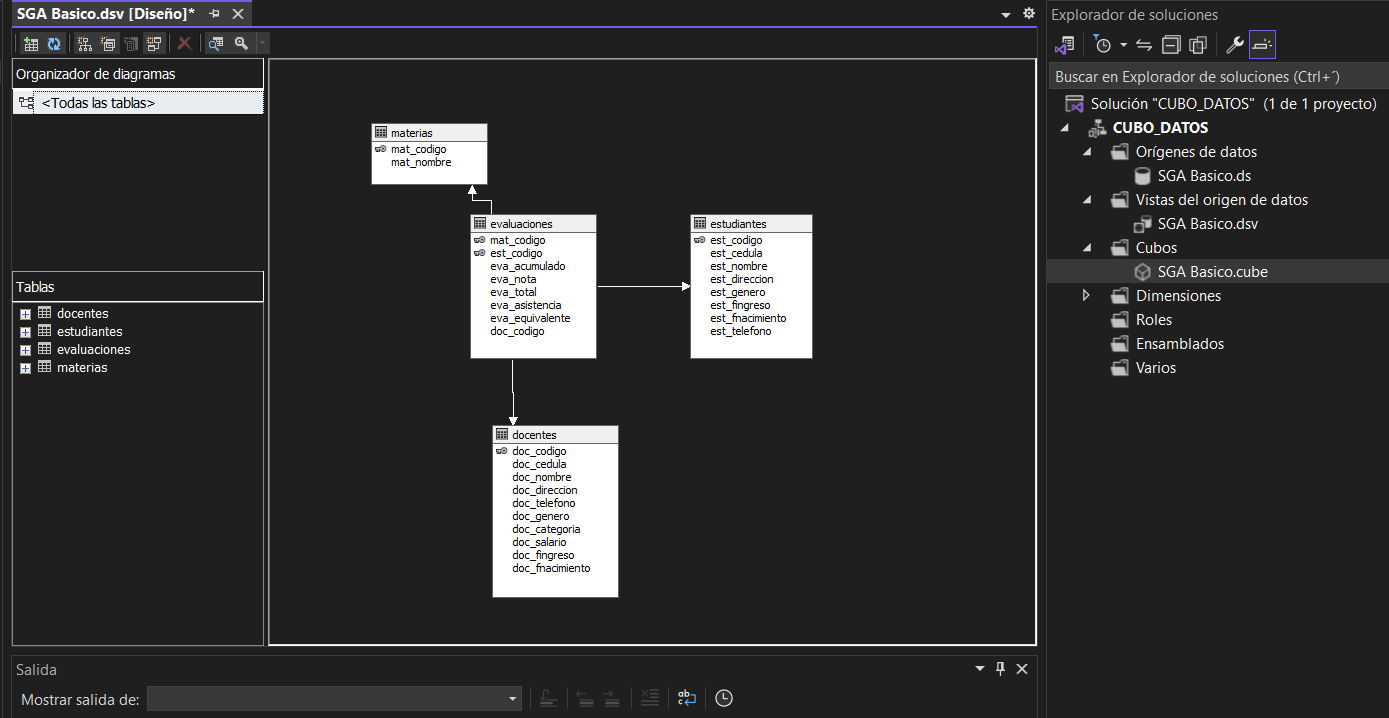 SGA Basico.dsv [Diseño]*
Organizador de diagramas
<Todas las tablas>
Tablas
docentes
estudiantes
evaluaciones
materias
materias
mat_codigo
mat_nombre
evaluaciones
mat_codigo
est_codigo
eva_acumulado
eva_nota
eva_total
eva_asistencia
eva_equivalente
doc_codigo
estudiantes
est_codigo
est_cedula
est_nombre
est_direccion
est_genero
est_fingreso
est_fnacimiento
est_telefono
docentes
doc_codigo
doc_cedula
doc_nombre
doc_direccion
doc_telefono
doc_genero
doc_categoria
doc_salario
doc_fingreso
doc_fnacimiento
Salida
Mostrar salida de:
ab
Explorador de soluciones
Buscar en Explorador de soluciones (Ctrl+´)
Solución "CUBO_DATOS" (1 de 1 proyecto)
CUBO_DATOS
Orígenes de datos
SGA Basico.ds
Vistas del origen de datos
SGA Basico.dsv
Cubos
SGA Basico.cube
Dimensiones
Roles
Ensamblados
Varios